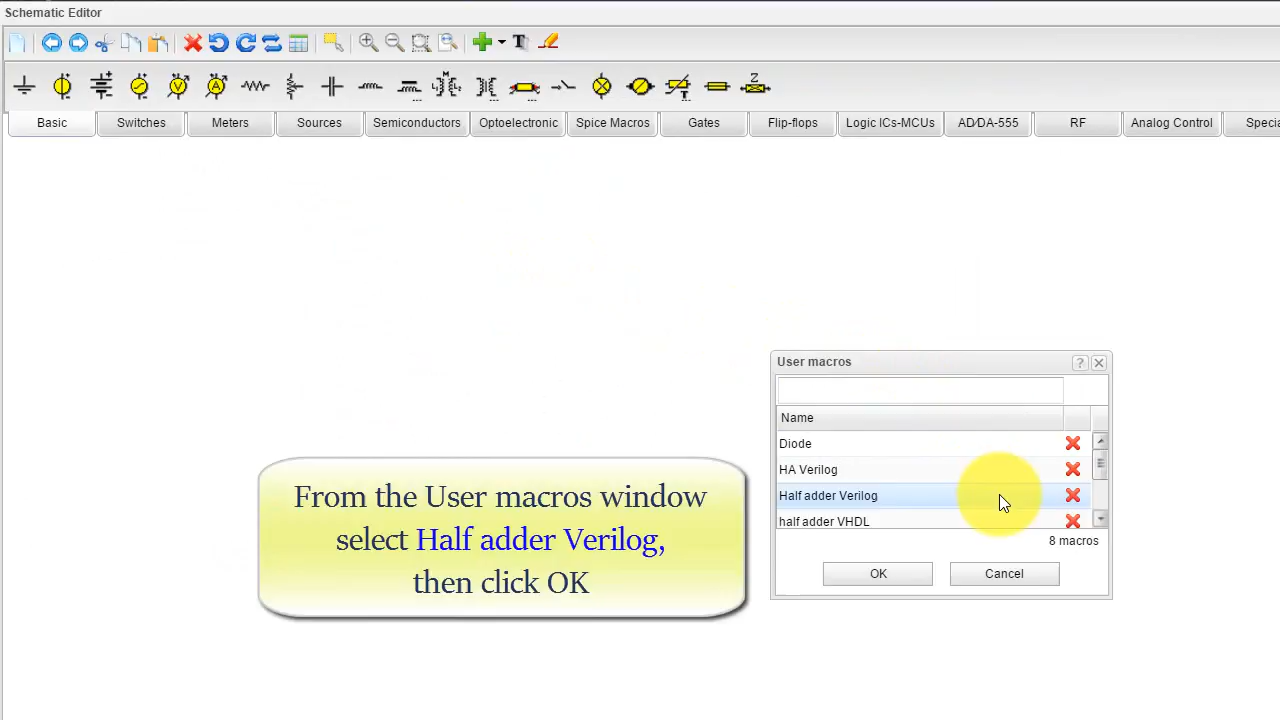 Schematic Editor
T
M
V
A
T
Z
Basic
Switches
Meters
Sources
Semiconductors
Optoelectronic
Spice Macros
Gates
Flip-flops
Logic ICs-MCUs
AD/DA-555
RF
Analog Control
Specia
User macros
?
Name
Diode
HA Verilog
Half adder Verilog
half adder VHDL
8 macros
OK
Cancel
From the User macros window
select Half adder Verilog,
then click OK